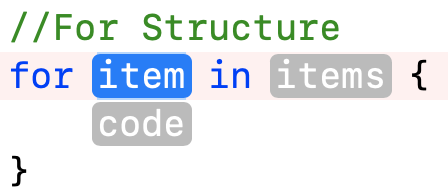 //For Structure
for item in items {
code
}